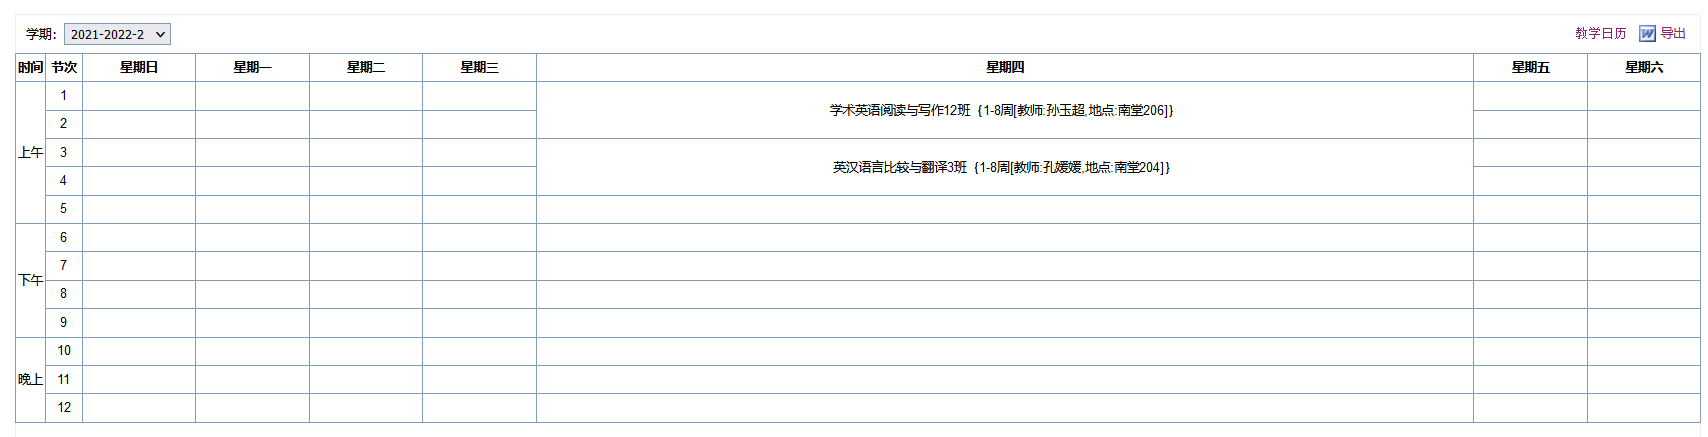 学期： 2021-2022-2 教学日历 导出
时间 节次 星期日 星期一 星期二 星期三 星期四 星期五 星期六
上午
1
学术英语阅读与写作12班 {1-8周[教师:孙玉超,地点:南堂206]}
2
3
英汉语言比较与翻译3班 {1-8周[教师:孔媛媛,地点:南堂204]}
4
5
下午
6
7
8
9
晚上
10
11
12